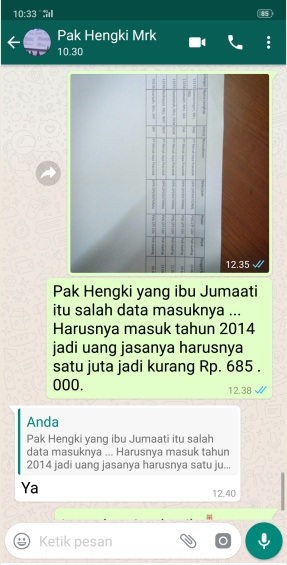 10:33
85
Pak Hengki Mrk
10.30
12.35
Pak Hengki yang ibu Jumaati
itu salah data masuknya ...
Harusnya masuk tahun 2014
jadi uang jasanya harusnya
satu juta jadi kurang Rp. 685 .
000.
12.38
Anda
Pak Hengki yang ibu Jumaati itu salah
data masuknya ... Harusnya masuk tahun
2014 jadi uang jasanya harusnya satu ju...
Ya
12.40
Ketik pesan